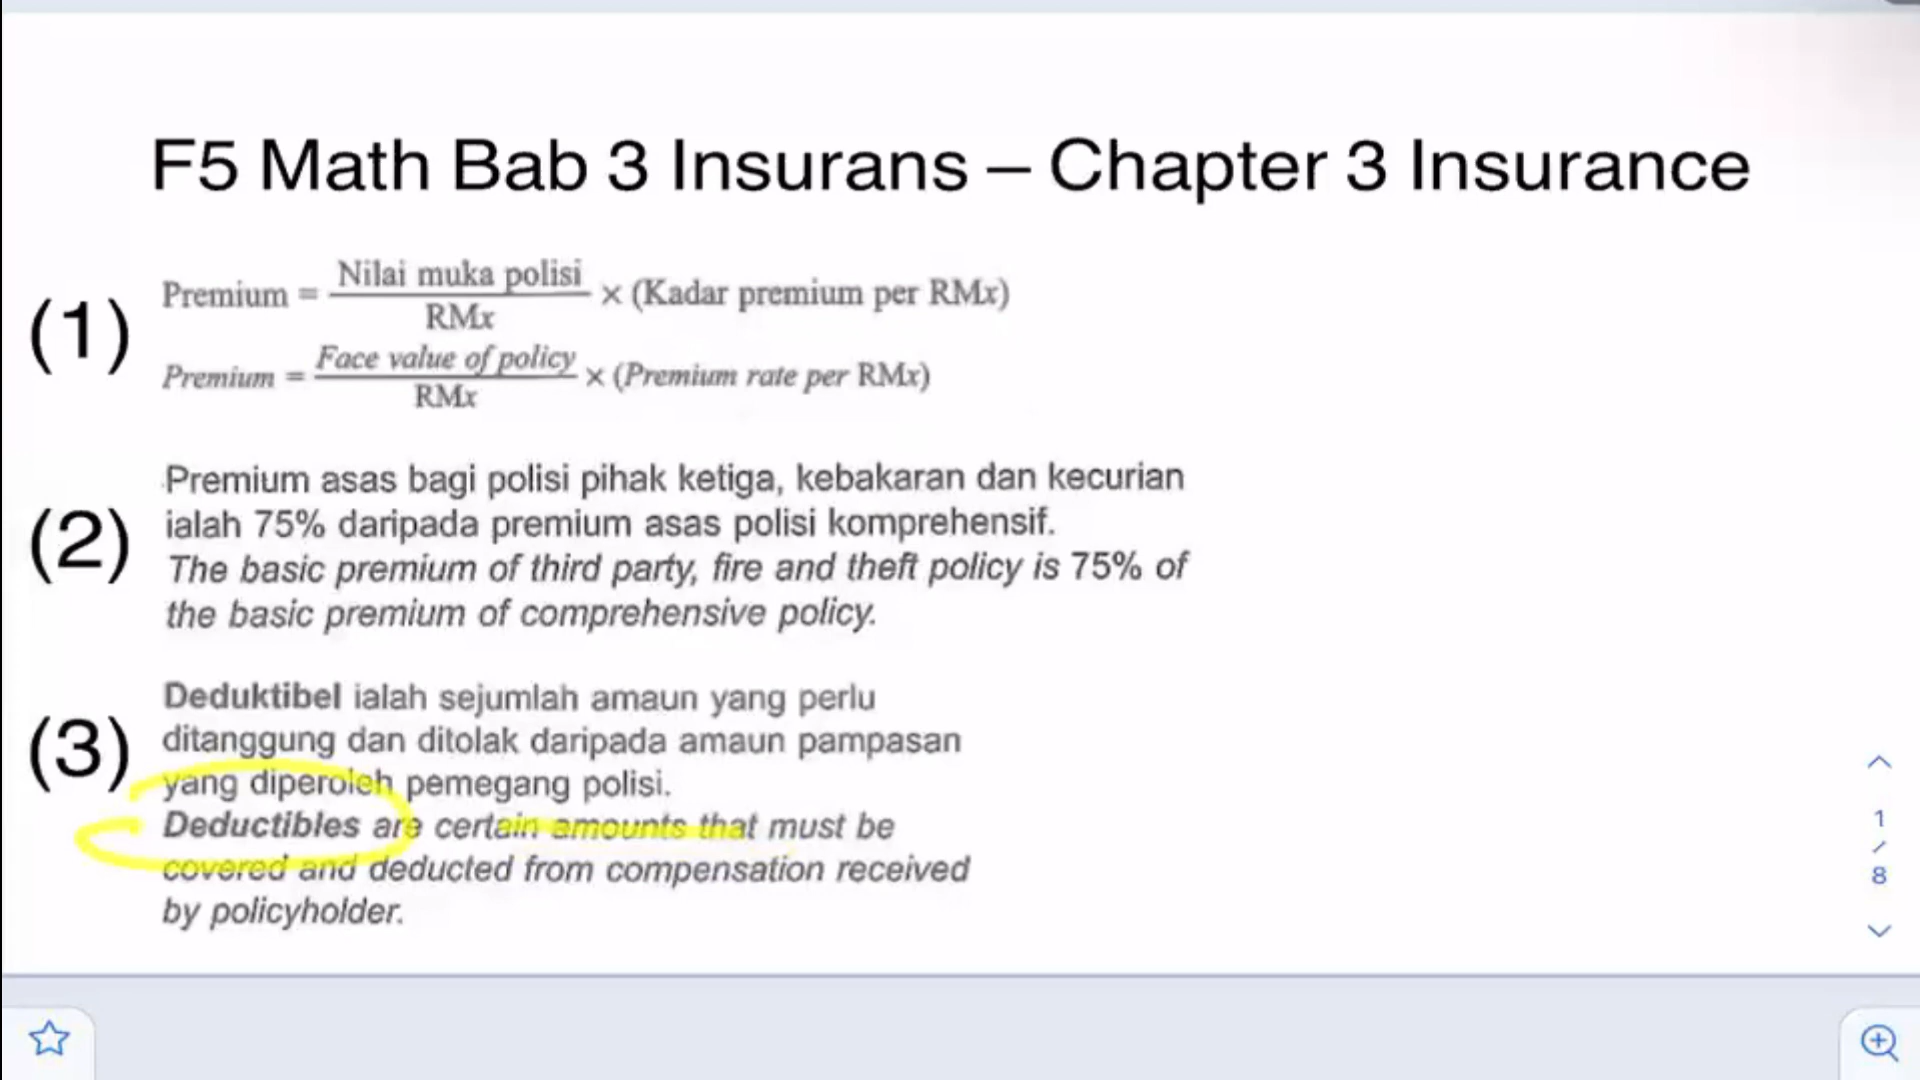 F5 Math Bab 3 Insurans – Chapter 3 Insurance
(1)
Premium = Nilai muka polisi / RMx × (Kadar premium per RMx)
Premium = Face value of policy / RMx × (Premium rate per RMx)
(2)
Premium asas bagi polisi pihak ketiga, kebakaran dan kecurian
ialah 75% daripada premium asas polisi komprehensif.
The basic premium of third party, fire and theft policy is 75% of
the basic premium of comprehensive policy.
(3)
Deduktibel ialah sejumlah amaun yang perlu
ditanggung dan ditolak daripada amaun pampasan
yang diperoleh pemegang polisi.
Deductibles are certain amounts that must be
covered and deducted from compensation received
by policyholder.
1
/
8